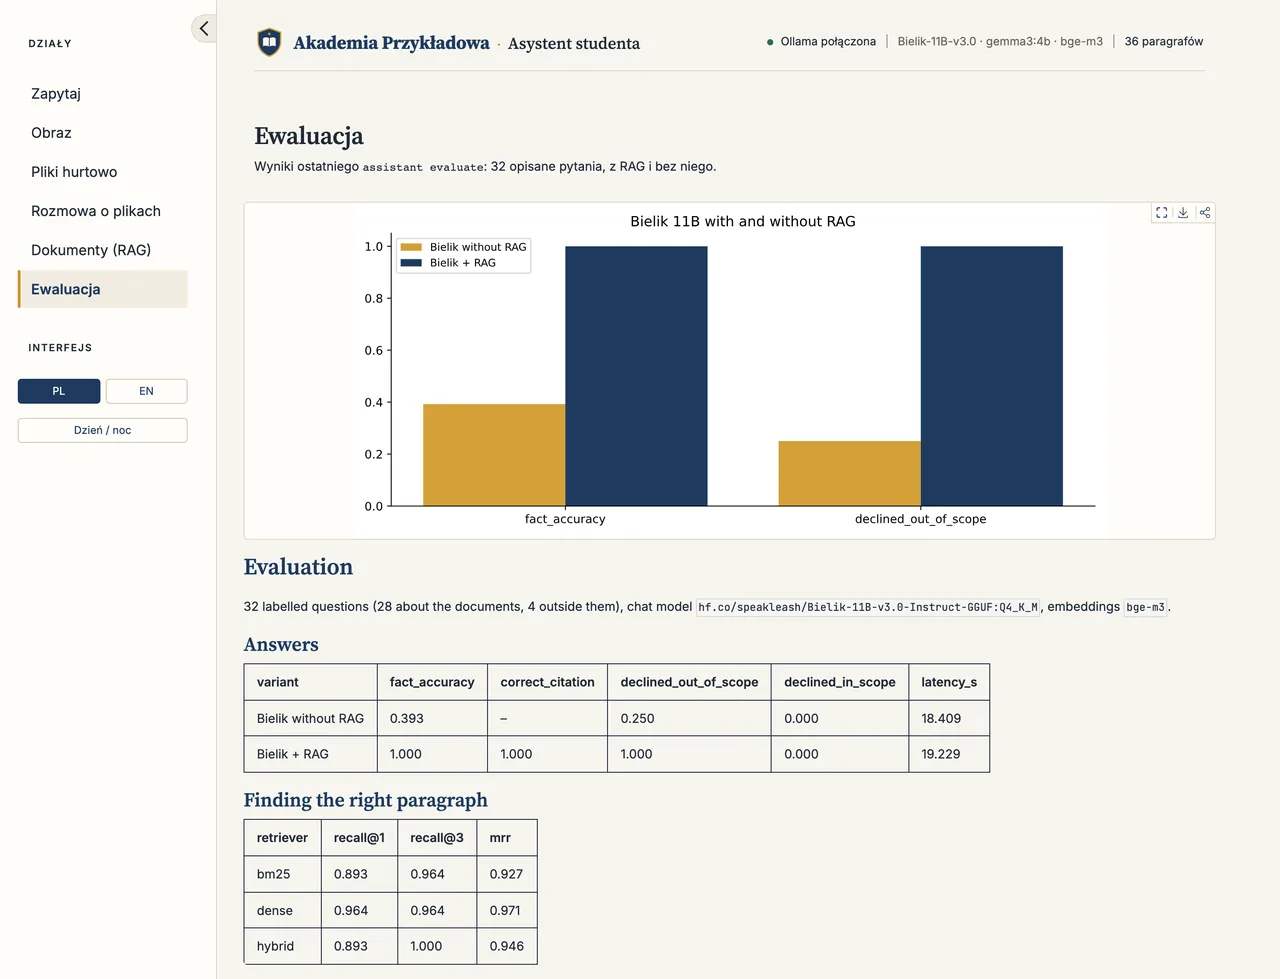 DZIAŁY
Zapytaj
Obraz
Pliki hurtowo
Rozmowa o plikach
Dokumenty (RAG)
Ewaluacja
INTERFEJS
PL EN
Dzień / noc
Akademia Przykładowa · Asystent studenta
Ollama połączona | Bielik-11B-v3.0 · gemma3:4b · bge-m3 | 36 paragrafów
Ewaluacja
Wyniki ostatniego assistant evaluate: 32 opisane pytania, z RAG i bez niego.
Bielik 11B with and without RAG
Bielik without RAG
Bielik + RAG
1.0
0.8
0.6
0.4
0.2
0.0
fact_accuracy declined_out_of_scope
Evaluation
32 labelled questions (28 about the documents, 4 outside them), chat model hf.co/speakleash/Bielik-11B-v3.0-Instruct-GGUF:Q4_K_M, embeddings bge-m3.
Answers
variant fact_accuracy correct_citation declined_out_of_scope declined_in_scope latency_s
Bielik without RAG 0.393 – 0.250 0.000 18.409
Bielik + RAG 1.000 1.000 1.000 0.000 19.229
Finding the right paragraph
retriever recall@1 recall@3 mrr
bm25 0.893 0.964 0.927
dense 0.964 0.964 0.971
hybrid 0.893 1.000 0.946